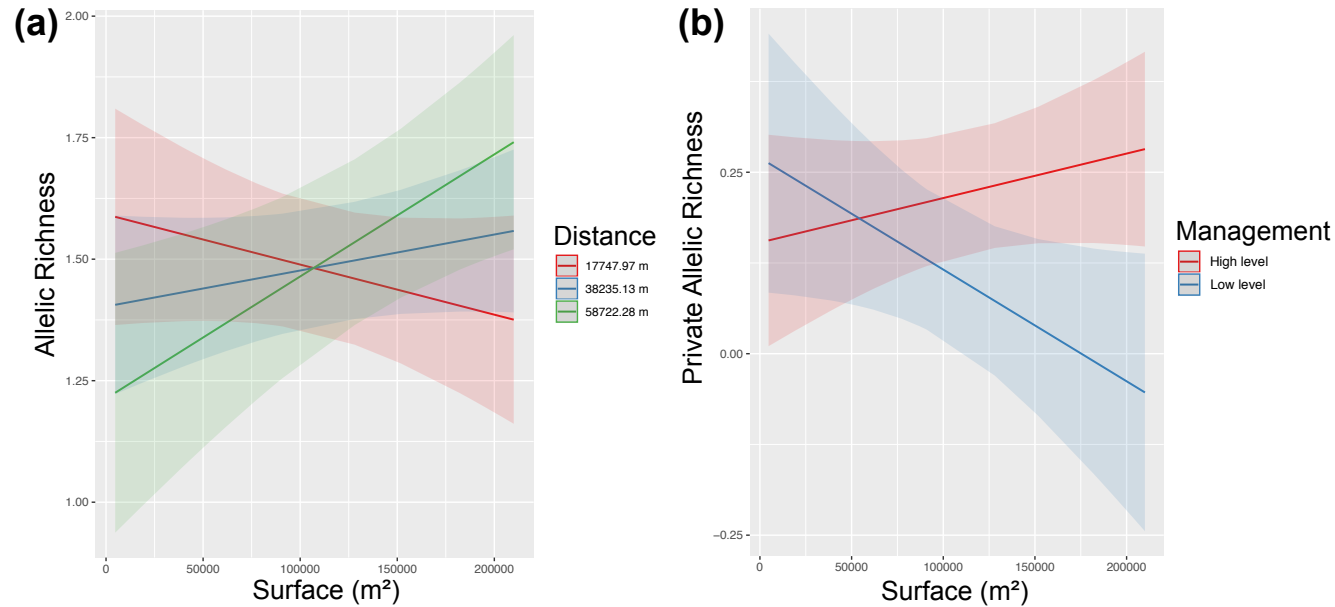 (a)
Allelic Richness
2.00
1.75
1.50
1.25
1.00
0
50000
100000
150000
200000
Surface (m²)
Distance
17747.97 m
38235.13 m
58722.28 m
(b)
Private Allelic Richness
0.25
0.00
−0.25
0
50000
100000
150000
200000
Surface (m²)
Management
High level
Low level